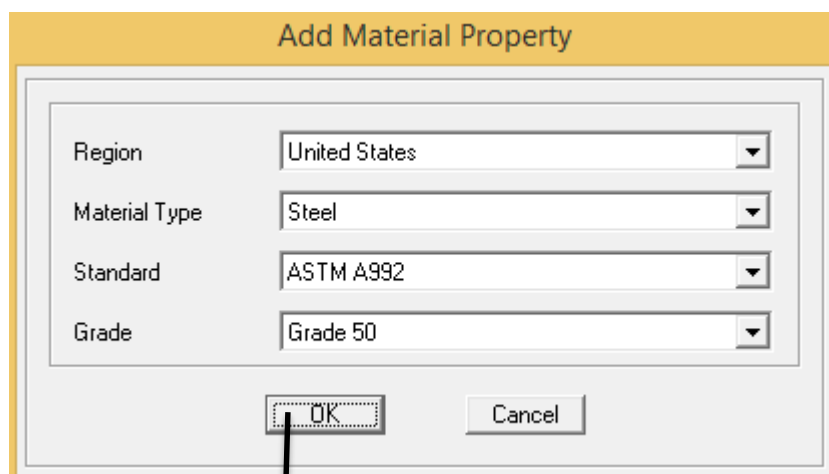 Add Material Property
Region United States
Material Type Steel
Standard ASTM A992
Grade Grade 50
OK Cancel